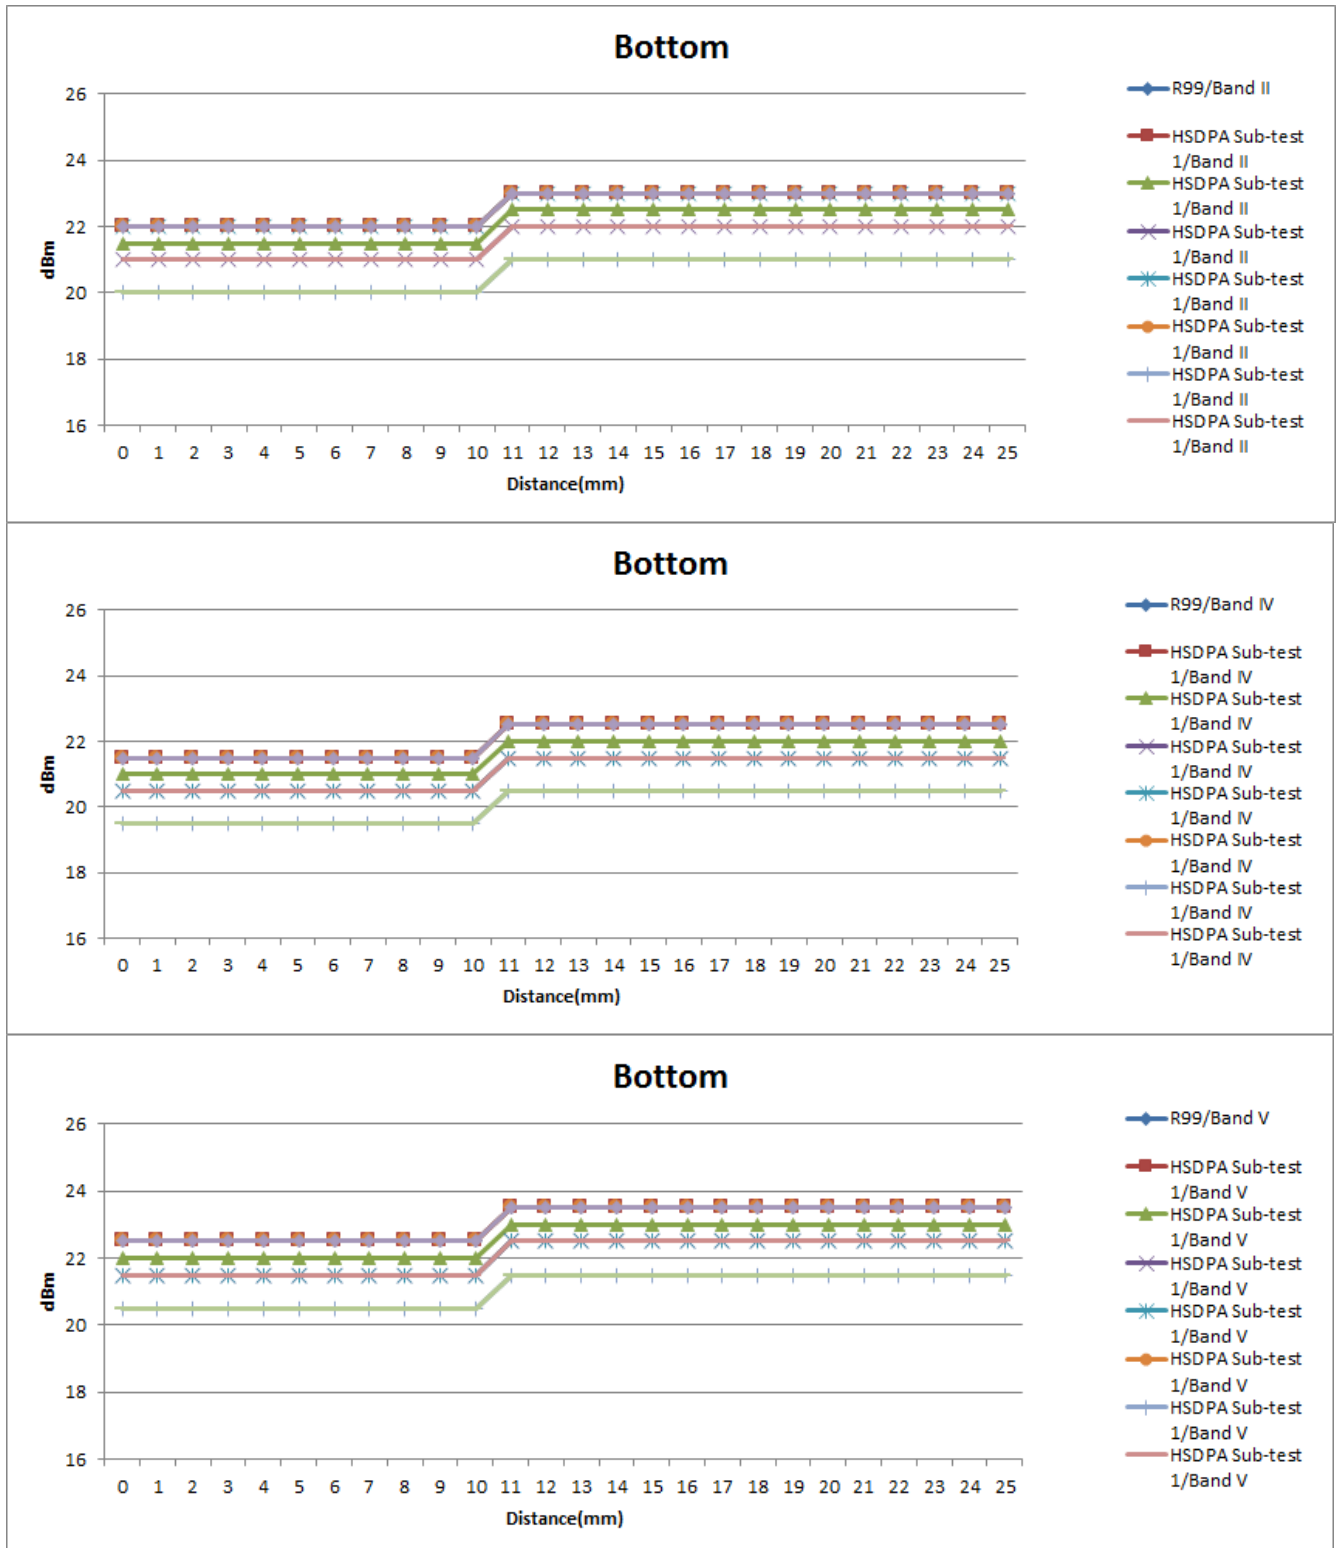 Bottom
26
24
22
20
18
16
dBm
0 1 2 3 4 5 6 7 8 9 10 11 12 13 14 15 16 17 18 19 20 21 22 23 24 25
Distance(mm)
R99/Band II
HSDPA Sub-test
1/Band II
HSDPA Sub-test
1/Band II
HSDPA Sub-test
1/Band II
HSDPA Sub-test
1/Band II
HSDPA Sub-test
1/Band II
HSDPA Sub-test
1/Band II
HSDPA Sub-test
1/Band II
Bottom
26
24
22
20
18
16
dBm
0 1 2 3 4 5 6 7 8 9 10 11 12 13 14 15 16 17 18 19 20 21 22 23 24 25
Distance(mm)
R99/Band IV
HSDPA Sub-test
1/Band IV
HSDPA Sub-test
1/Band IV
HSDPA Sub-test
1/Band IV
HSDPA Sub-test
1/Band IV
HSDPA Sub-test
1/Band IV
HSDPA Sub-test
1/Band IV
HSDPA Sub-test
1/Band IV
Bottom
26
24
22
20
18
16
dBm
0 1 2 3 4 5 6 7 8 9 10 11 12 13 14 15 16 17 18 19 20 21 22 23 24 25
Distance(mm)
R99/Band V
HSDPA Sub-test
1/Band V
HSDPA Sub-test
1/Band V
HSDPA Sub-test
1/Band V
HSDPA Sub-test
1/Band V
HSDPA Sub-test
1/Band V
HSDPA Sub-test
1/Band V
HSDPA Sub-test
1/Band V